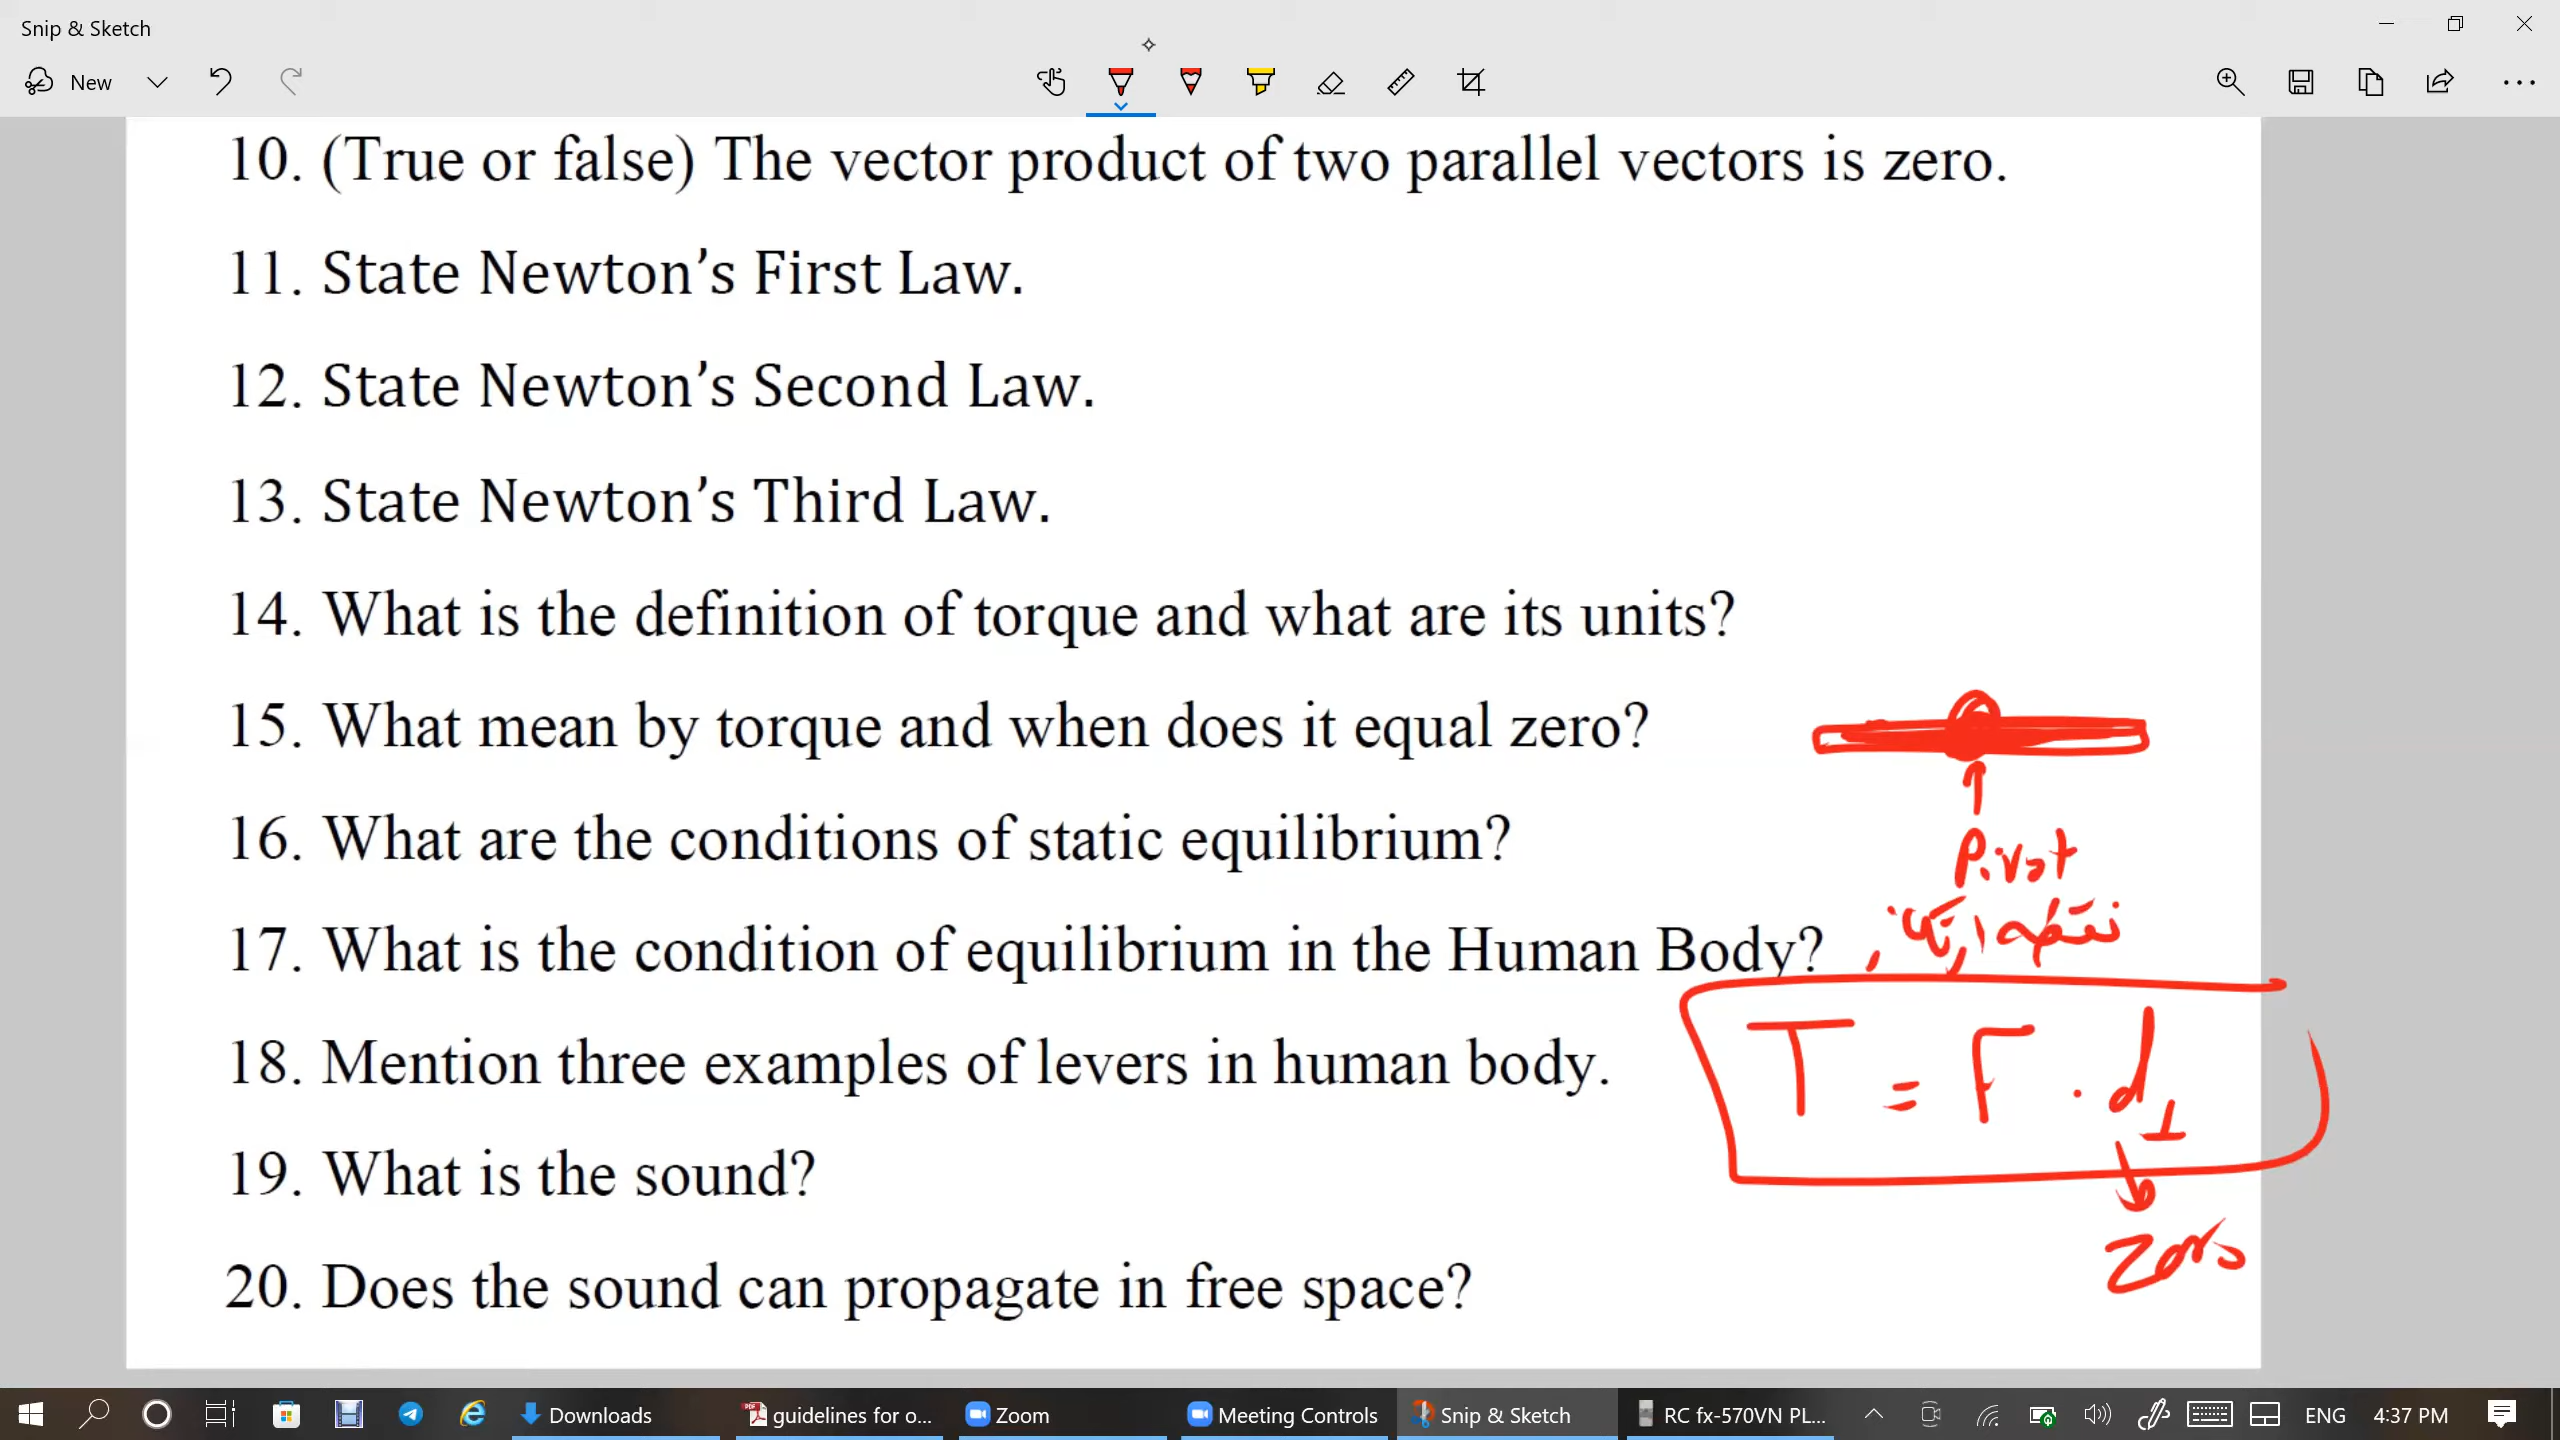 Snip & Sketch
New
10. (True or false) The vector product of two parallel vectors is zero.
11. State Newton’s First Law.
12. State Newton’s Second Law.
13. State Newton’s Third Law.
14. What is the definition of torque and what are its units?
15. What mean by torque and when does it equal zero?
16. What are the conditions of static equilibrium?
Pivot
17. What is the condition of equilibrium in the Human Body?
T = F . d⊥
18. Mention three examples of levers in human body.
19. What is the sound?
Zero
20. Does the sound can propagate in free space?
Downloads
guidelines for o...
Zoom
Meeting Controls
Snip & Sketch
RC fx-570VN PL...
ENG
4:37 PM